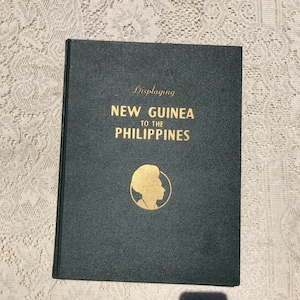 Displaying
NEW GUINEA
TO THE
PHILIPPINES